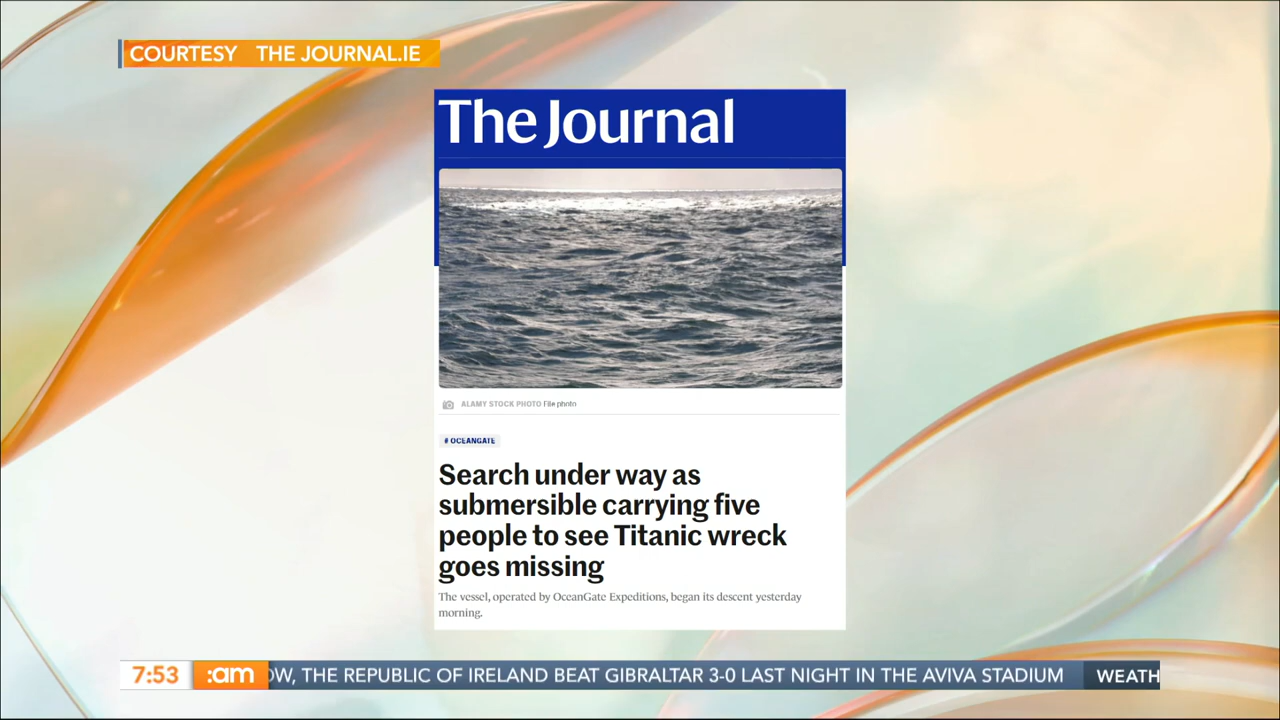 COURTESY THE JOURNAL.IE
The Journal
ALAMY STOCK PHOTO File photo
# OCEANGATE
Search under way as
submersible carrying five
people to see Titanic wreck
goes missing
The vessel, operated by OceanGate Expeditions, began its descent yesterday
morning.
7:53 :am OW, THE REPUBLIC OF IRELAND BEAT GIBRALTAR 3-0 LAST NIGHT IN THE AVIVA STADIUM WEATH